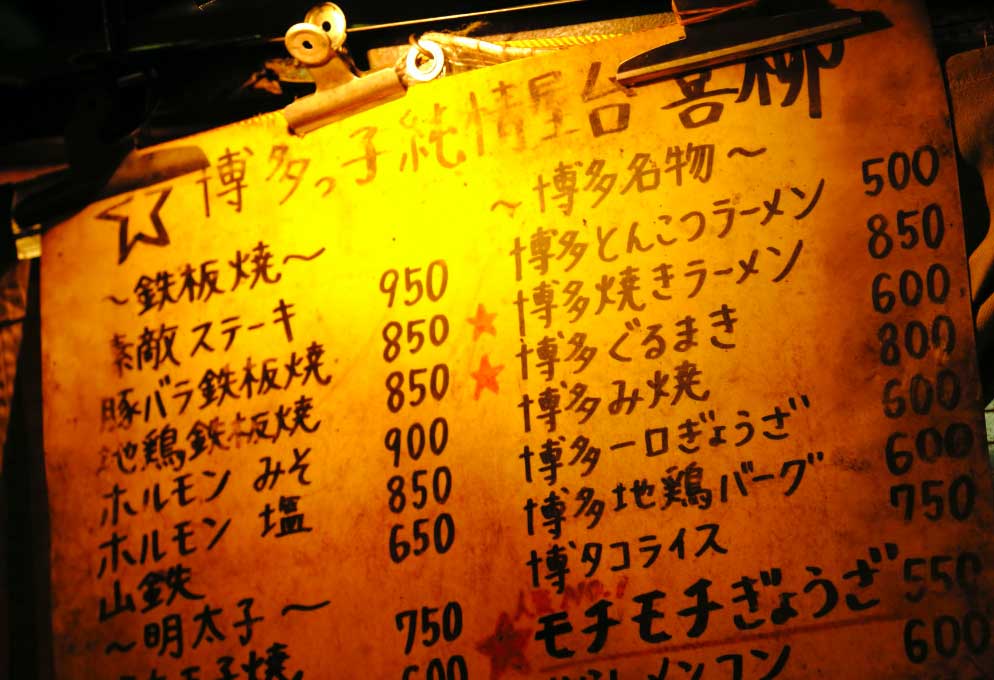 ☆博多っ子純情屋台 喜柳
~鉄板焼~
素敵ステーキ 950
豚バラ鉄板焼 850
地鶏鉄板焼 850
ホルモン みそ 900
ホルモン 塩 850
山鉄 650
~明太子~
750
子焼 600
~博多名物~
博多とんこつラーメン 500
博多焼きラーメン 850
博多ぐるまき 600
博多み焼 800
博多一口ぎょうざ 600
博多地鶏バーグ 600
博タコライス 750
人気NO.1
モチモチぎょうざ 550
メンコン 600